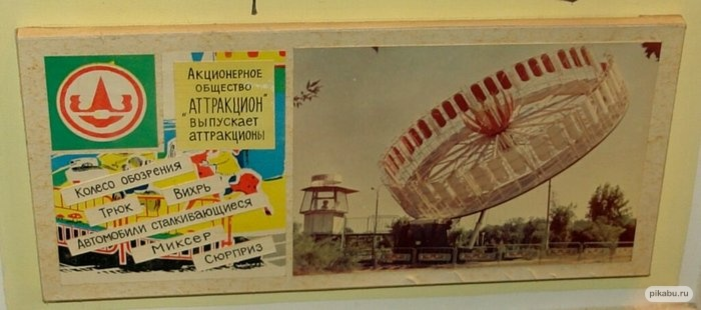 Акционерное
общество
"Аттракцион"
выпускает
аттракционы
Колесо обозрения
Трюк Вихрь
Автомобили сталкивающиеся
Миксер
Сюрприз
pikabu.ru